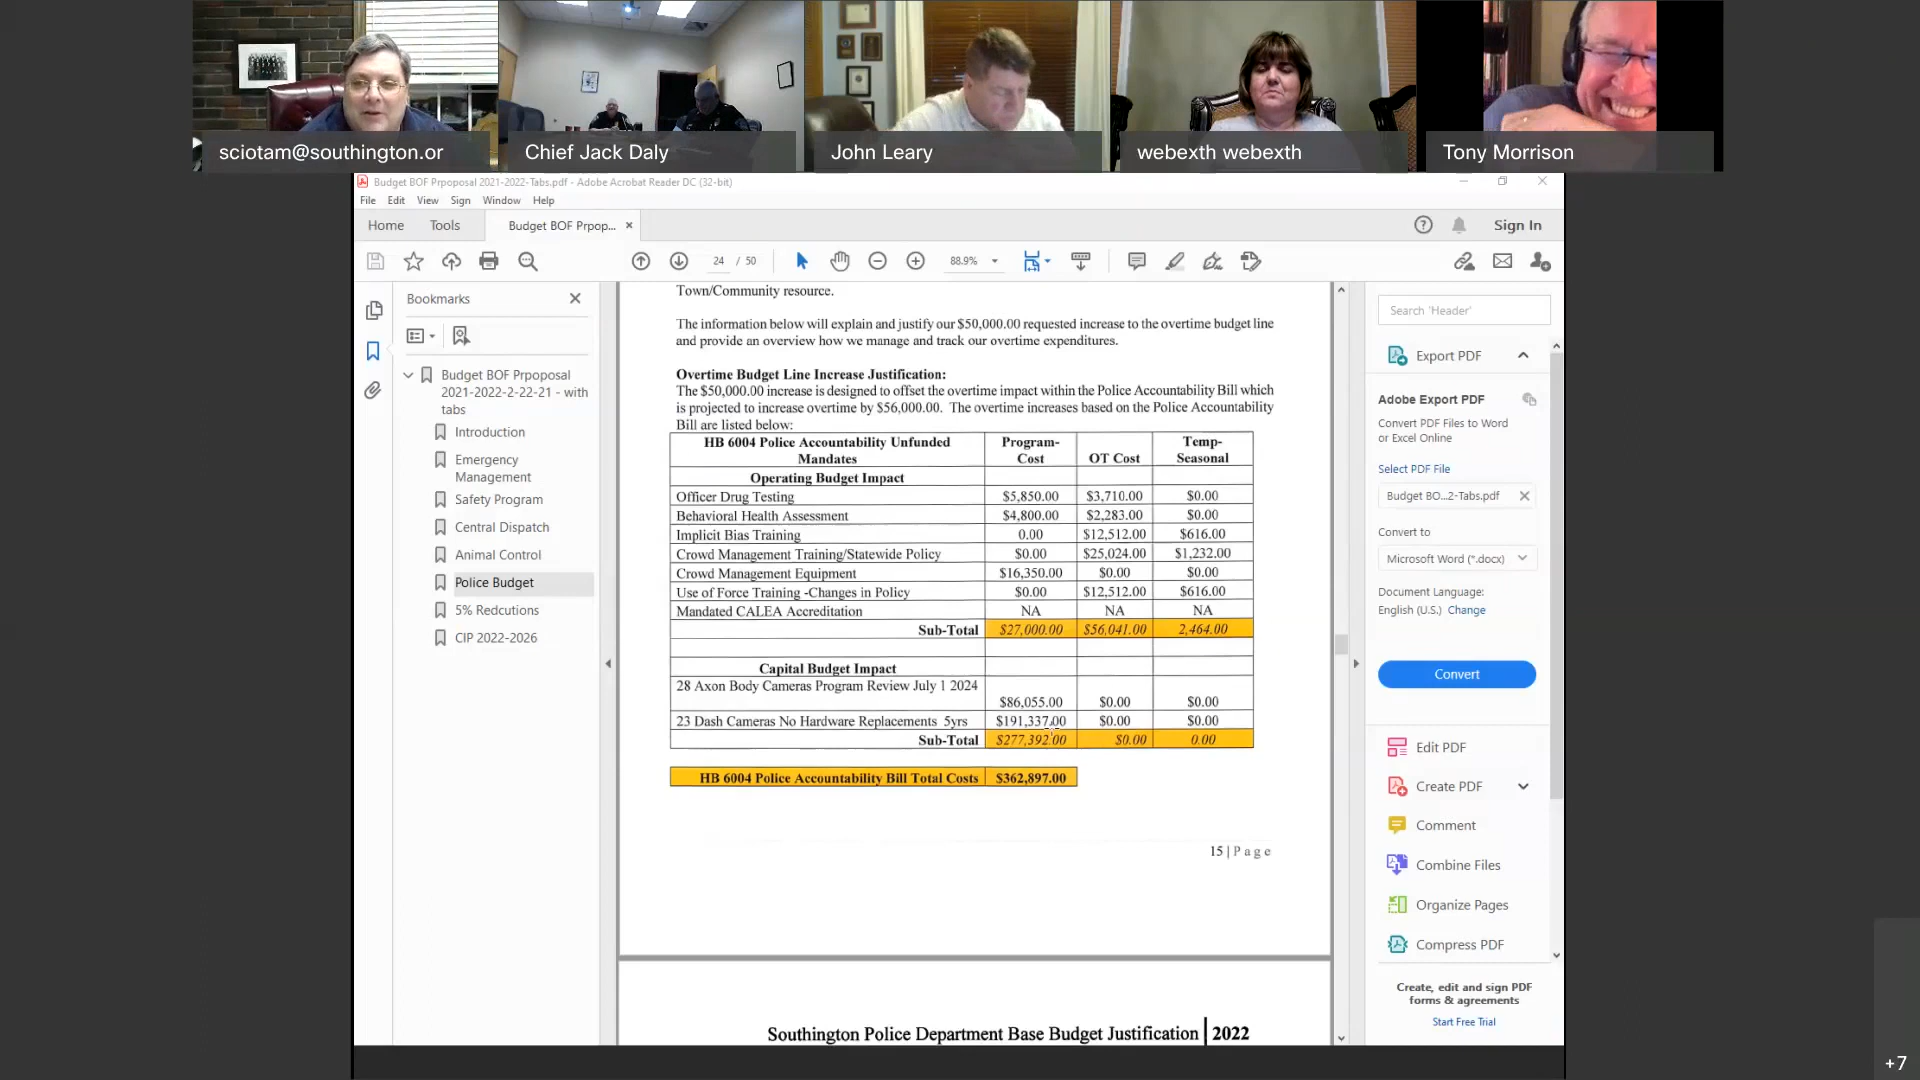 sciotam@southington.or
Chief Jack Daly
John Leary
webexth webexth
Tony Morrison
Budget BOF Prpoposal 2021-2022-Tabs.pdf - Adobe Acrobat Reader DC (32-bit)
File Edit View Sign Window Help
Home Tools Budget BOF Prpop... × Sign In
24 / 50 88.9%
Bookmarks
Budget BOF Prpoposal
2021-2022-2-22-21 - with
tabs
Introduction
Emergency
Management
Safety Program
Central Dispatch
Animal Control
Police Budget
5% Redcutions
CIP 2022-2026
Town/Community resource.
The information below will explain and justify our $50,000.00 requested increase to the overtime budget line
and provide an overview how we manage and track our overtime expenditures.
Overtime Budget Line Increase Justification:
The $50,000.00 increase is designed to offset the overtime impact within the Police Accountability Bill which
is projected to increase overtime by $56,000.00. The overtime increases based on the Police Accountability
Bill are listed below:
HB 6004 Police Accountability Unfunded
Mandates
Program-
Cost
OT Cost
Temp-
Seasonal
Operating Budget Impact
Officer Drug Testing $5,850.00 $3,710.00 $0.00
Behavioral Health Assessment $4,800.00 $2,283.00 $0.00
Implicit Bias Training 0.00 $12,512.00 $616.00
Crowd Management Training/Statewide Policy $0.00 $25,024.00 $1,232.00
Crowd Management Equipment $16,350.00 $0.00 $0.00
Use of Force Training -Changes in Policy $0.00 $12,512.00 $616.00
Mandated CALEA Accreditation NA NA NA
Sub-Total $27,000.00 $56,041.00 2,464.00
Capital Budget Impact
28 Axon Body Cameras Program Review July 1 2024
$86,055.00 $0.00 $0.00
23 Dash Cameras No Hardware Replacements 5yrs $191,337.00 $0.00 $0.00
Sub-Total $277,392.00 $0.00 0.00
HB 6004 Police Accountability Bill Total Costs $362,897.00
15 | Page
Southington Police Department Base Budget Justification | 2022
Search 'Header'
Export PDF
Adobe Export PDF
Convert PDF Files to Word
or Excel Online
Select PDF File
Budget BO...2-Tabs.pdf
Convert to
Microsoft Word (*.docx)
Document Language:
English (U.S.) Change
Convert
Edit PDF
Create PDF
Comment
Combine Files
Organize Pages
Compress PDF
Create, edit and sign PDF
forms & agreements
Start Free Trial
+7